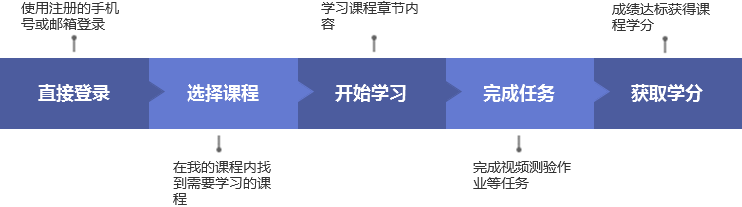 使用注册的手机
号或邮箱登录
学习课程章节内
容
成绩达标获得课
程学分
直接登录
选择课程
开始学习
完成任务
获取学分
在我的课程内找
到需要学习的课
程
完成视频测验作
业等任务